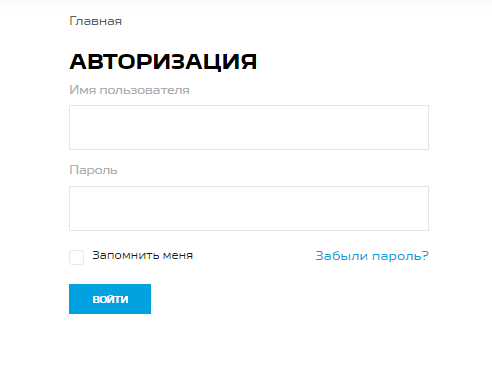 Главная
АВТОРИЗАЦИЯ
Имя пользователя
Пароль
Запомнить меня
Забыли пароль?
ВОЙТИ